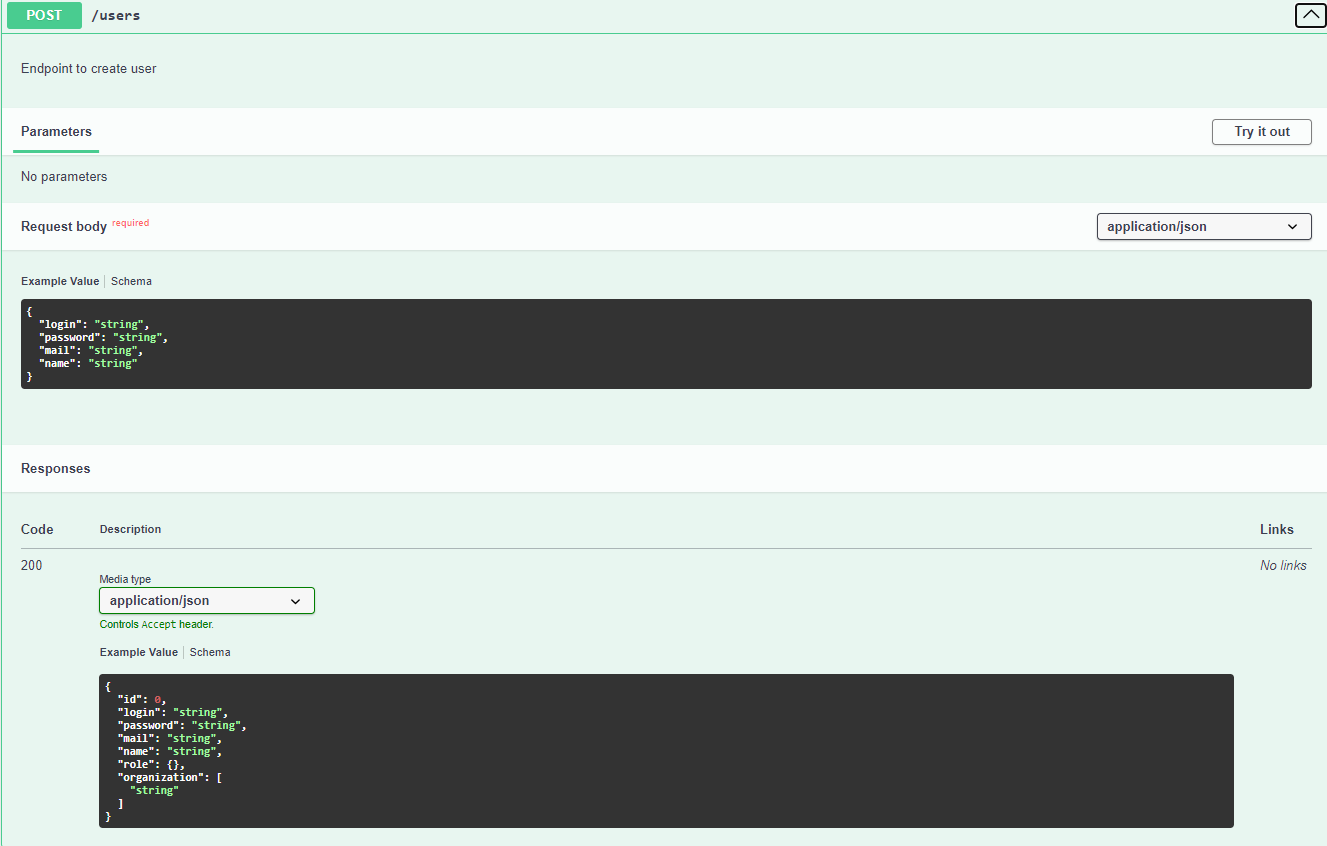 POST /users
Endpoint to create user
Parameters
Try it out
No parameters
Request body required
application/json
Example Value Schema
{
"login": "string",
"password": "string",
"mail": "string",
"name": "string"
}
Responses
Code Description Links
200 No links
Media type
application/json
Controls Accept header.
Example Value Schema
{
"id": 0,
"login": "string",
"password": "string",
"mail": "string",
"name": "string",
"role": {},
"organization": [
"string"
]
}